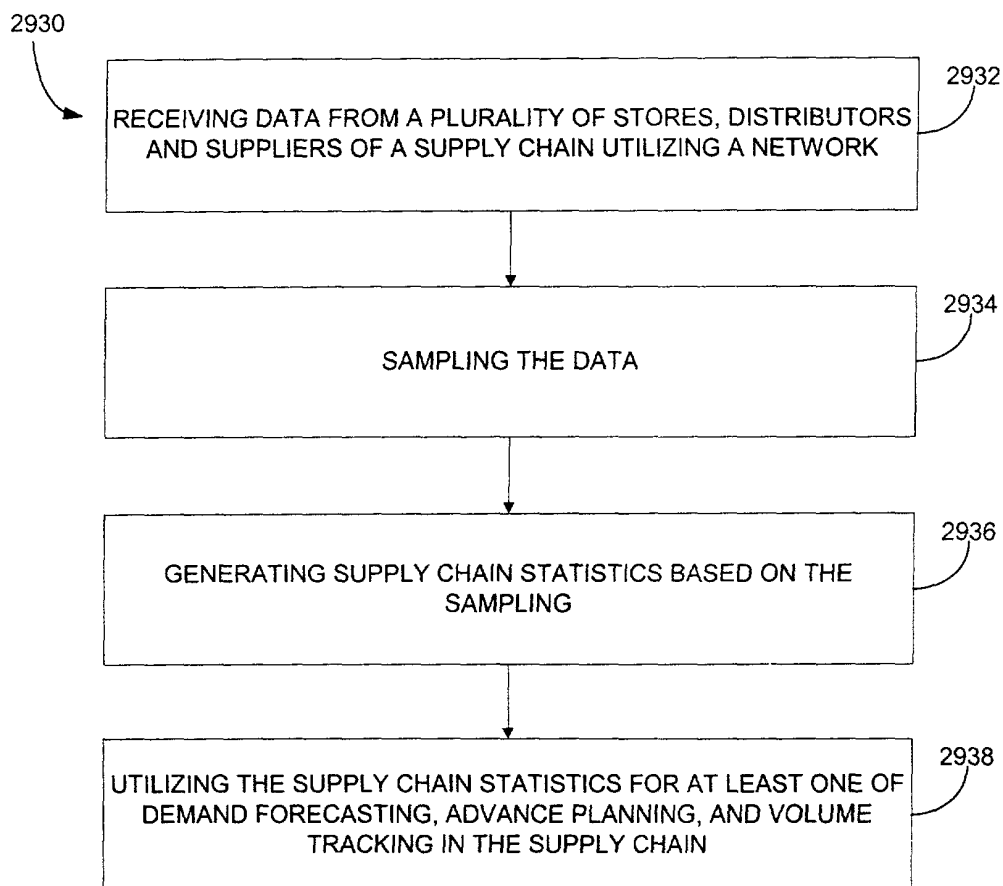 2930
2932
RECEIVING DATA FROM A PLURALITY OF STORES, DISTRIBUTORS
AND SUPPLIERS OF A SUPPLY CHAIN UTILIZING A NETWORK
2934
SAMPLING THE DATA
2936
GENERATING SUPPLY CHAIN STATISTICS BASED ON THE
SAMPLING
2938
UTILIZING THE SUPPLY CHAIN STATISTICS FOR AT LEAST ONE OF
DEMAND FORECASTING, ADVANCE PLANNING, AND VOLUME
TRACKING IN THE SUPPLY CHAIN